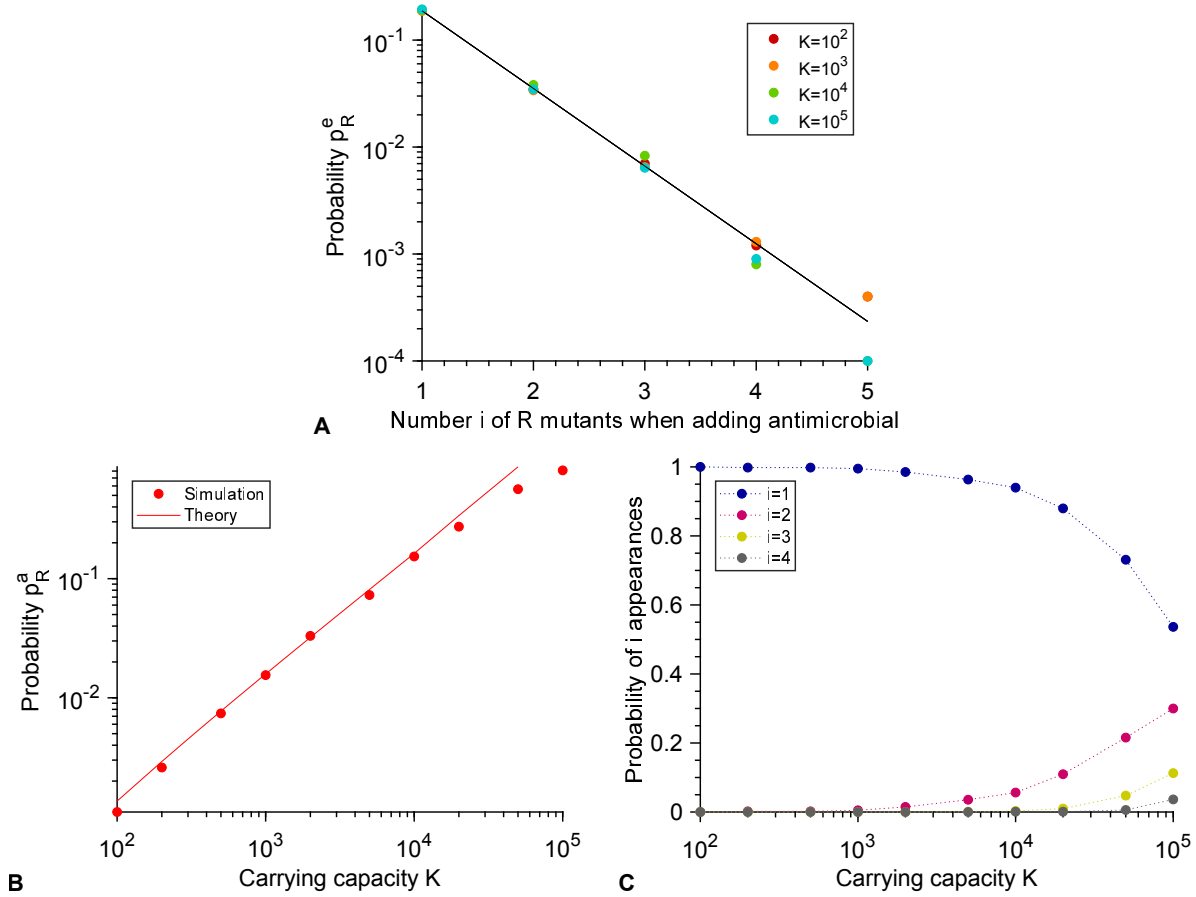 10^-1
10^-2
10^-3
10^-4
Probability p_R^e
K=10^2
K=10^3
K=10^4
K=10^5
1 2 3 4 5
Number i of R mutants when adding antimicrobial
A
Simulation
Theory
10^-1
10^-2
Probability p_R^a
10^2 10^3 10^4 10^5
Carrying capacity K
B
1
0.8
0.6
0.4
0.2
0
Probability of i appearances
i=1
i=2
i=3
i=4
10^2 10^3 10^4 10^5
Carrying capacity K
C